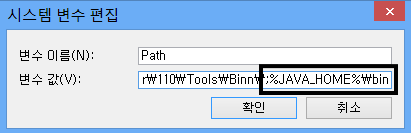 시스템 변수 편집
변수 이름(N): Path
변수 값(V): r₩110₩Tools₩Binn₩;%JAVA_HOME%₩bin
확인 취소